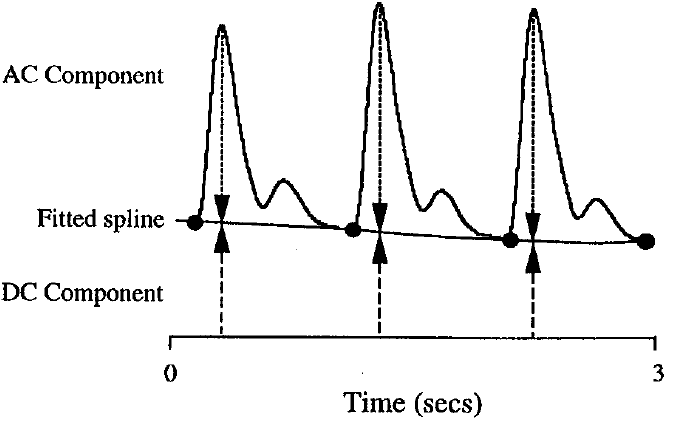 AC Component
Fitted spline
DC Component
0 3
Time (secs)